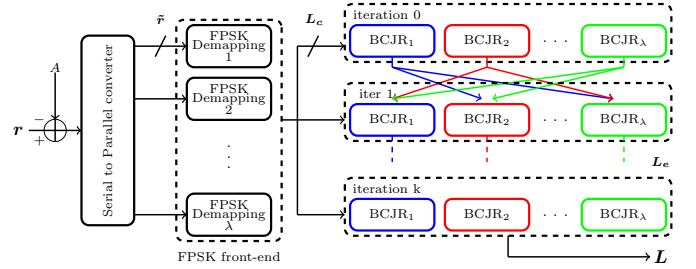 A
r
−
+
Serial to Parallel converter
r̃
FPSK
Demapping
1
FPSK
Demapping
2
.
.
.
FPSK
Demapping
λ
FPSK front-end
L_c
iteration 0
BCJR₁ BCJR₂ · · · BCJR_λ
iter 1
BCJR₁ BCJR₂ · · · BCJR_λ
L_e
iteration k
BCJR₁ BCJR₂ · · · BCJR_λ
L